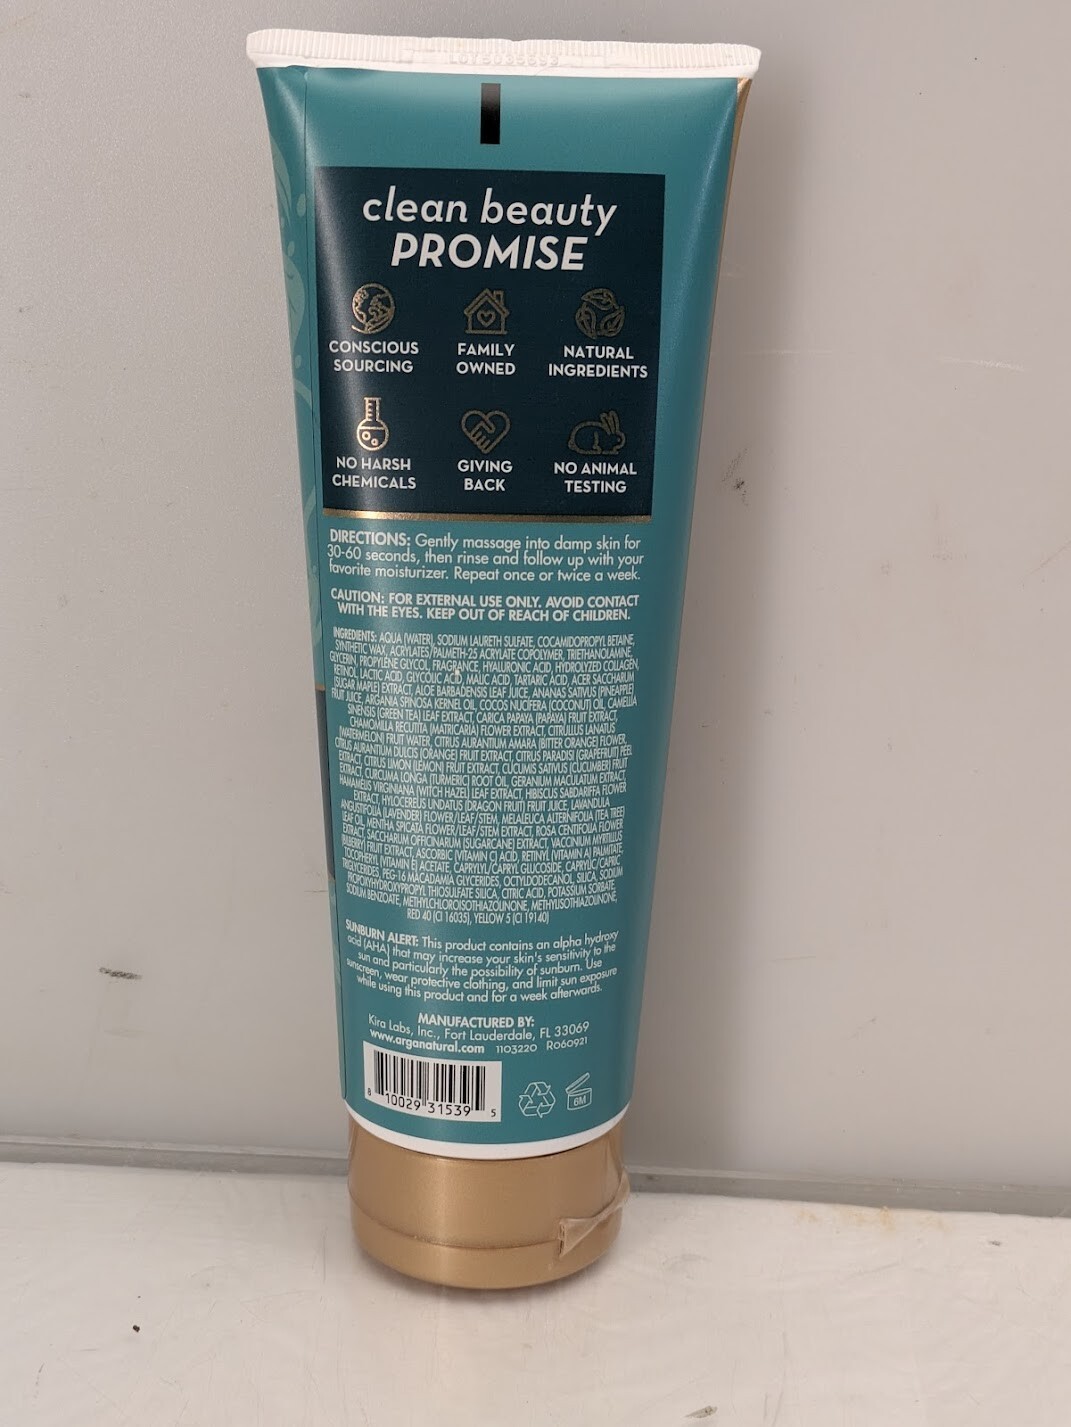 clean beauty
PROMISE
CONSCIOUS
SOURCING
FAMILY
OWNED
NATURAL
INGREDIENTS
NO HARSH
CHEMICALS
GIVING
BACK
NO ANIMAL
TESTING
DIRECTIONS: Gently massage into damp skin for
30-60 seconds, then rinse and follow up with your
favorite moisturizer. Repeat once or twice a week.
CAUTION: FOR EXTERNAL USE ONLY. AVOID CONTACT
WITH THE EYES. KEEP OUT OF REACH OF CHILDREN.
INGREDIENTS: AQUA (WATER), SODIUM LAURETH SULFATE, COCAMIDOPROPYL BETAINE,
SYNTHETIC WAX, ACRYLATES/PALMETH-25 ACRYLATE COPOLYMER, TRIETHANOLAMINE,
GLYCERIN, PROPYLENE GLYCOL, FRAGRANCE, HYALURONIC ACID, HYDROLYZED COLLAGEN,
RETINOL, LACTIC ACID, GLYCOLIC ACID, MALIC ACID, TARTARIC ACID, ACER SACCHARUM
(SUGAR MAPLE) EXTRACT, ALOE BARBADENSIS LEAF JUICE, ANANAS SATIVUS (PINEAPPLE)
FRUIT JUICE, ARGANIA SPINOSA KERNEL OIL, COCOS NUCIFERA (COCONUT) OIL, CAMELLIA
SINENSIS (GREEN TEA) LEAF EXTRACT, CARICA PAPAYA (PAPAYA) FRUIT EXTRACT,
CHAMOMILLA RECUTITA (MATRICARIA) FLOWER EXTRACT, CITRULLUS LANATUS
(WATERMELON) FRUIT WATER, CITRUS AURANTIUM AMARA (BITTER ORANGE) FLOWER,
CITRUS AURANTIUM DULCIS (ORANGE) FRUIT EXTRACT, CITRUS PARADISI (GRAPEFRUIT) PEEL
EXTRACT, CITRUS LIMON (LEMON) FRUIT EXTRACT, CUCUMIS SATIVUS (CUCUMBER) FRUIT
EXTRACT, CURCUMA LONGA (TURMERIC) ROOT OIL, GERANIUM MACULATUM EXTRACT,
HAMAMELIS VIRGINIANA (WITCH HAZEL) LEAF EXTRACT, HIBISCUS SABDARIFFA FLOWER
EXTRACT, HYLOCEREUS UNDATUS (DRAGON FRUIT) FRUIT JUICE, LAVANDULA
ANGUSTIFOLIA (LAVENDER) FLOWER/LEAF/STEM, MELALEUCA ALTERNIFOLIA (TEA TREE)
LEAF OIL, MENTHA SPICATA FLOWER/LEAF/STEM EXTRACT, ROSA CENTIFOLIA FLOWER
EXTRACT, SACCHARUM OFFICINARUM (SUGARCANE) EXTRACT, VACCINIUM MYRTILLUS
(BILBERRY) FRUIT EXTRACT, ASCORBIC (VITAMIN C) ACID, RETINYL (VITAMIN A) PALMITATE,
TOCOPHERYL (VITAMIN E) ACETATE, CAPRYLYL/CAPRYL GLUCOSIDE, CAPRYLIC/CAPRIC
TRIGLYCERIDES, PEG-16 MACADAMIA GLYCERIDES, OCTYLDODECANOL, SILICA, SODIUM
PROPOXYHYDROXYPROPYL THIOSULFATE SILICA, CITRIC ACID, POTASSIUM SORBATE,
SODIUM BENZOATE, METHYLCHLOROISOTHIAZOLINONE, METHYLISOTHIAZOLINONE,
RED 40 (CI 16035), YELLOW 5 (CI 19140)
SUNBURN ALERT: This product contains an alpha hydroxy
acid (AHA) that may increase your skin's sensitivity to the
sun and particularly the possibility of sunburn. Use
sunscreen, wear protective clothing, and limit sun exposure
while using this product and for a week afterwards.
MANUFACTURED BY:
Kira Labs, Inc., Fort Lauderdale, FL 33069
www.arganatural.com 1103220 R060921
8 10029 31539 5
6M